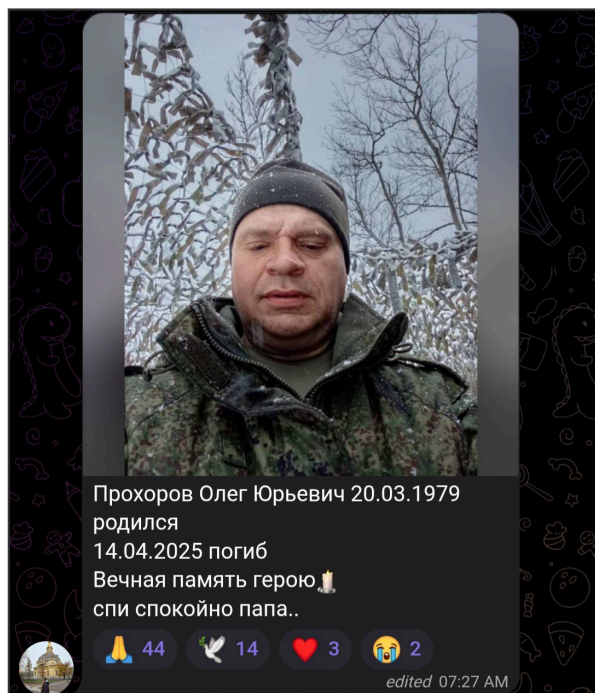 Прохоров Олег Юрьевич 20.03.1979
родился
14.04.2025 погиб
Вечная память герою🕯️
спи спокойно папа..
🙏 44 🕊️ 14 ❤️ 3 😭 2
edited 07:27 AM